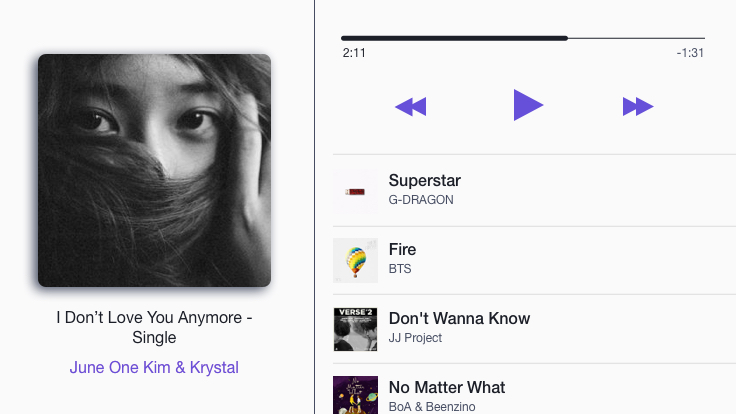 I Don’t Love You Anymore -
Single
June One Kim & Krystal
2:11
-1:31
Superstar
G-DRAGON
Fire
BTS
VERSE 2
Don't Wanna Know
JJ Project
No Matter What
BoA & Beenzino